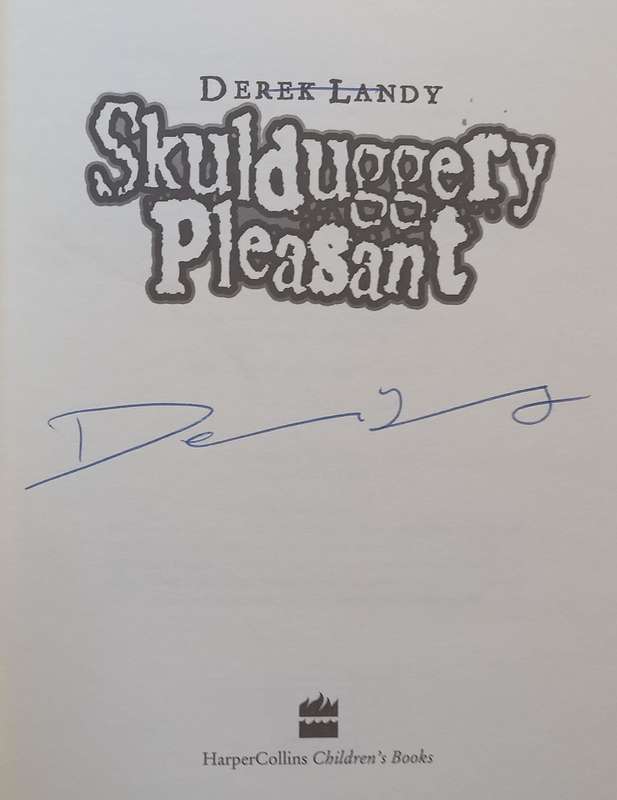 DEREK LANDY
Skulduggery
Pleasant
HarperCollins Children's Books